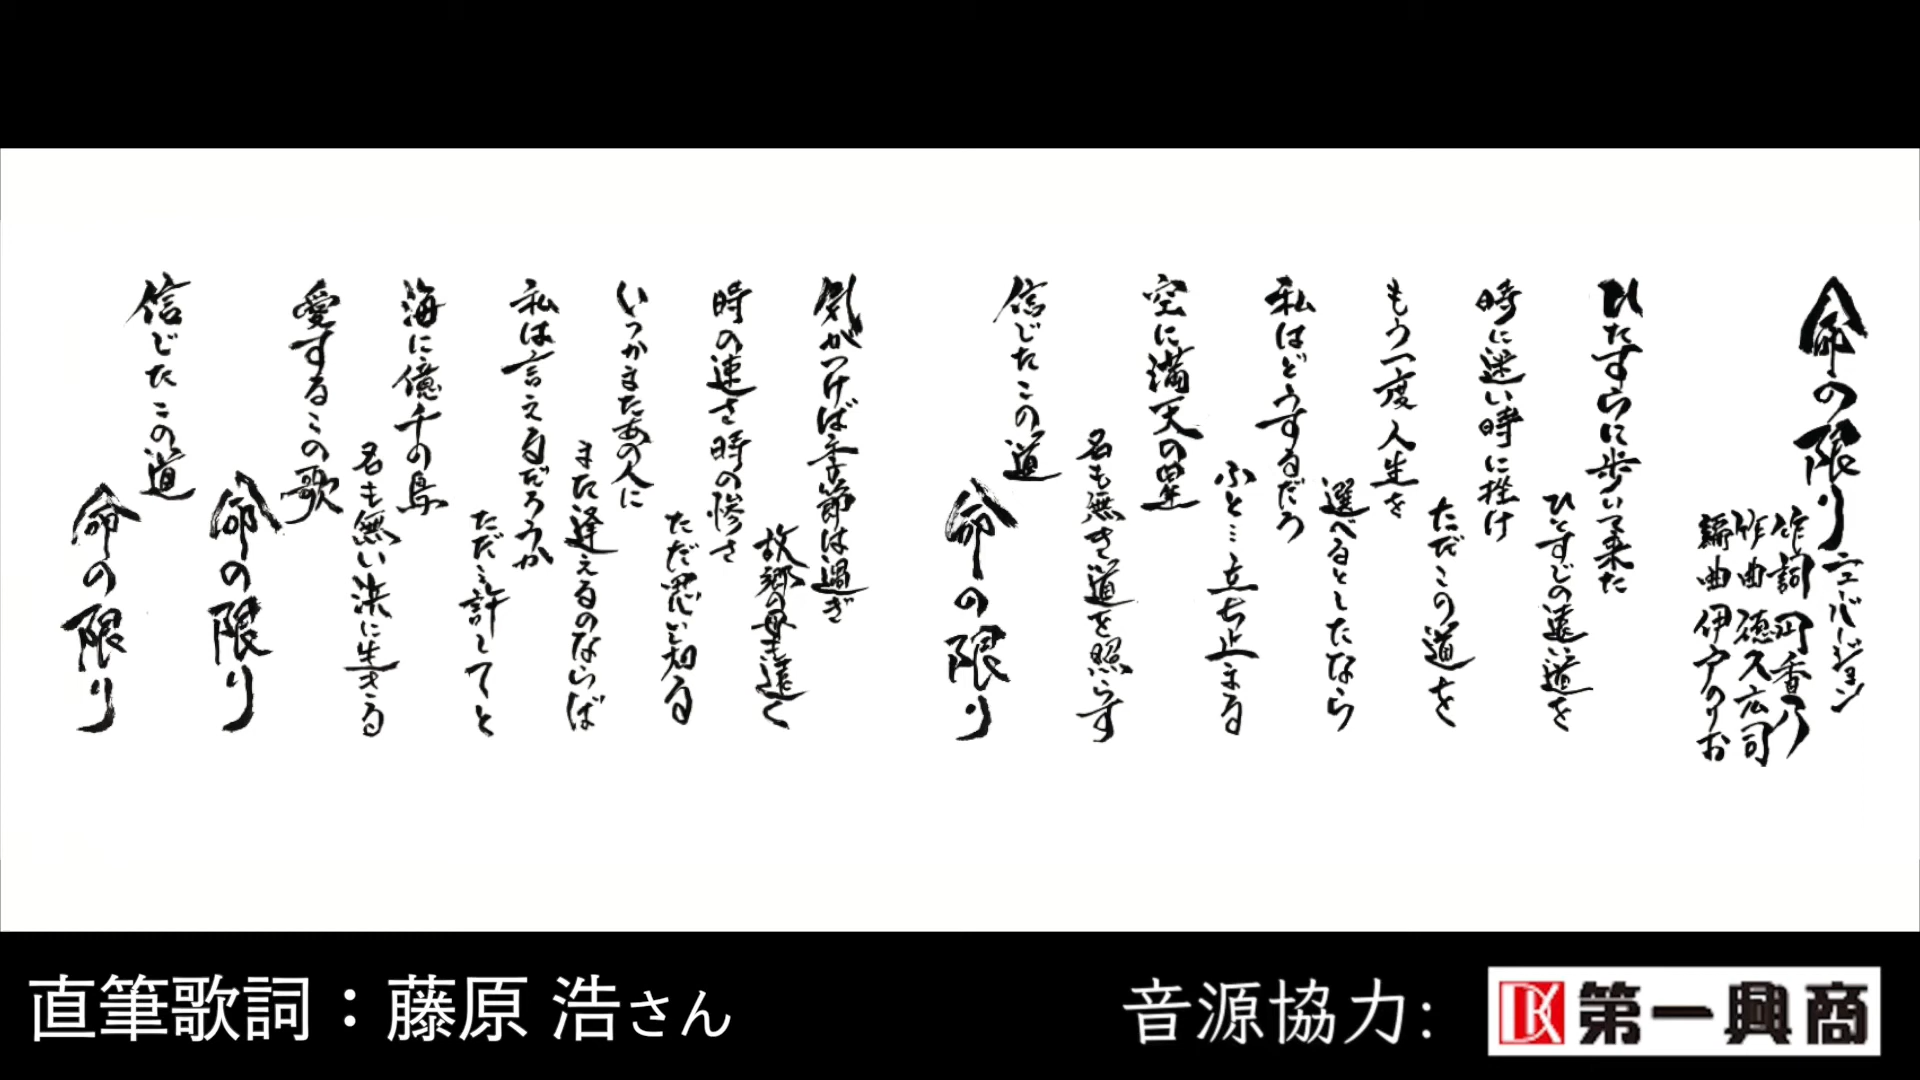 命の限り ニューバージョン
作詞 円香乃
作曲 徳久広司
編曲 伊戸のりお
ひたすらに歩いて来た
ひとすじの遠い道を
時に迷い時に挫け
ただこの道を
もう一度人生を
選べるとしたなら
私はどうするだろ
ふと…立ち止まる
空に満天の星
名も無き道を照らす
信じたこの道
命の限り
気がつけば季節は過ぎ
故郷の母も遠く
時の速さ時の惨さ
ただ思い知る
いつかまたあの人に
また逢えるのならば
私は言えるだろうか
ただ…許してと
海に億千の島
名も無い洪に生きる
愛するこの歌
命の限り
信じたこの道
命の限り
直筆歌詞：藤原 浩さん
音源協力:
DK 第一興商